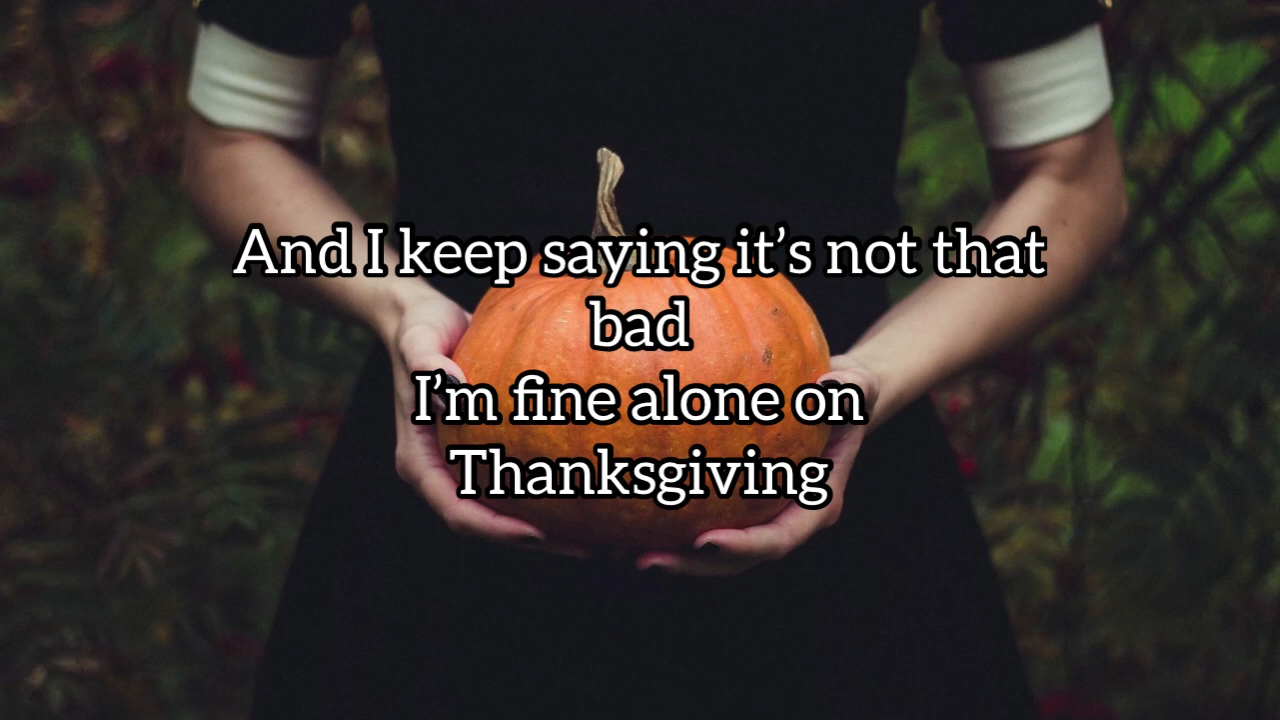 And I keep saying it’s not that
bad
I’m fine alone on
Thanksgiving